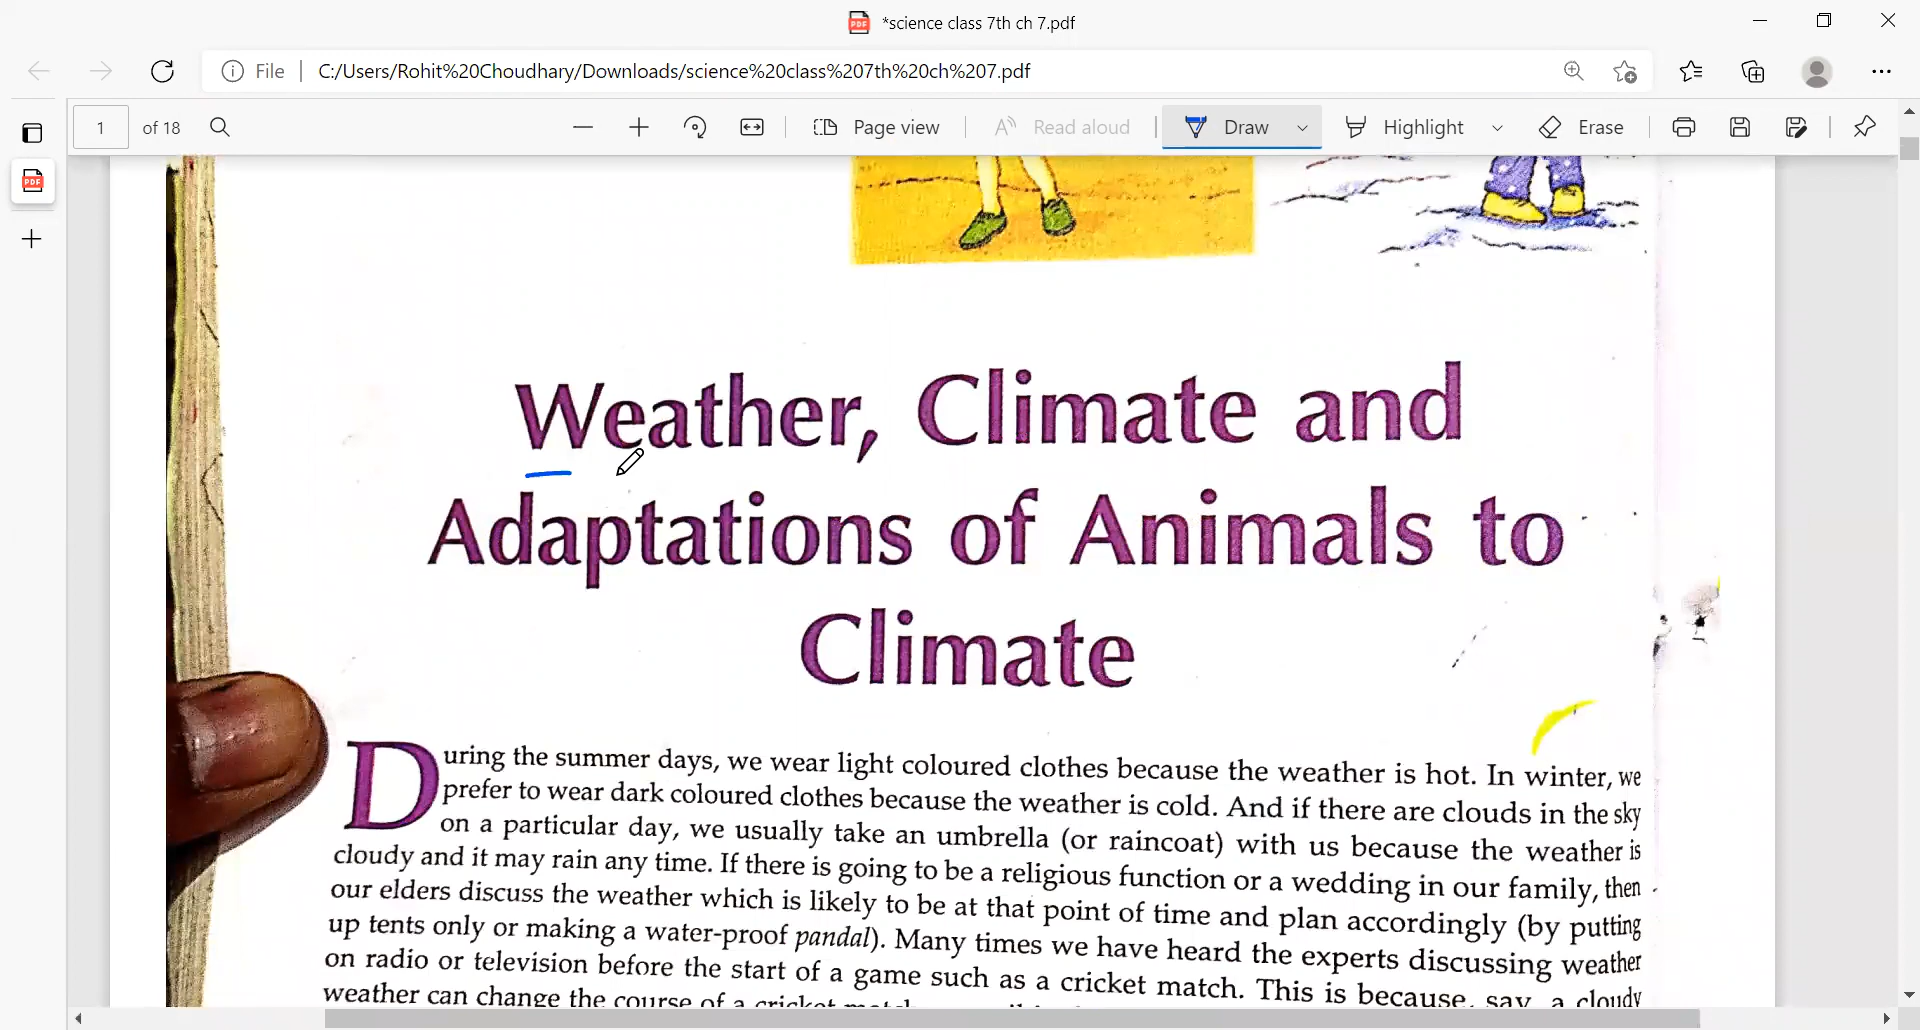 *science class 7th ch 7.pdf
File | C:/Users/Rohit%20Choudhary/Downloads/science%20class%207th%20ch%207.pdf
1 of 18 Page view Read aloud Draw Highlight Erase
Weather, Climate and
Adaptations of Animals to
Climate
During the summer days, we wear light coloured clothes because the weather is hot. In winter, we
prefer to wear dark coloured clothes because the weather is cold. And if there are clouds in the sky
on a particular day, we usually take an umbrella (or raincoat) with us because the weather is
cloudy and it may rain any time. If there is going to be a religious function or a wedding in our family, then
our elders discuss the weather which is likely to be at that point of time and plan accordingly (by putting
up tents only or making a water-proof pandal). Many times we have heard the experts discussing weather
on radio or television before the start of a game such as a cricket match. This is because, say, a cloudy
weather can change the course of a cricket